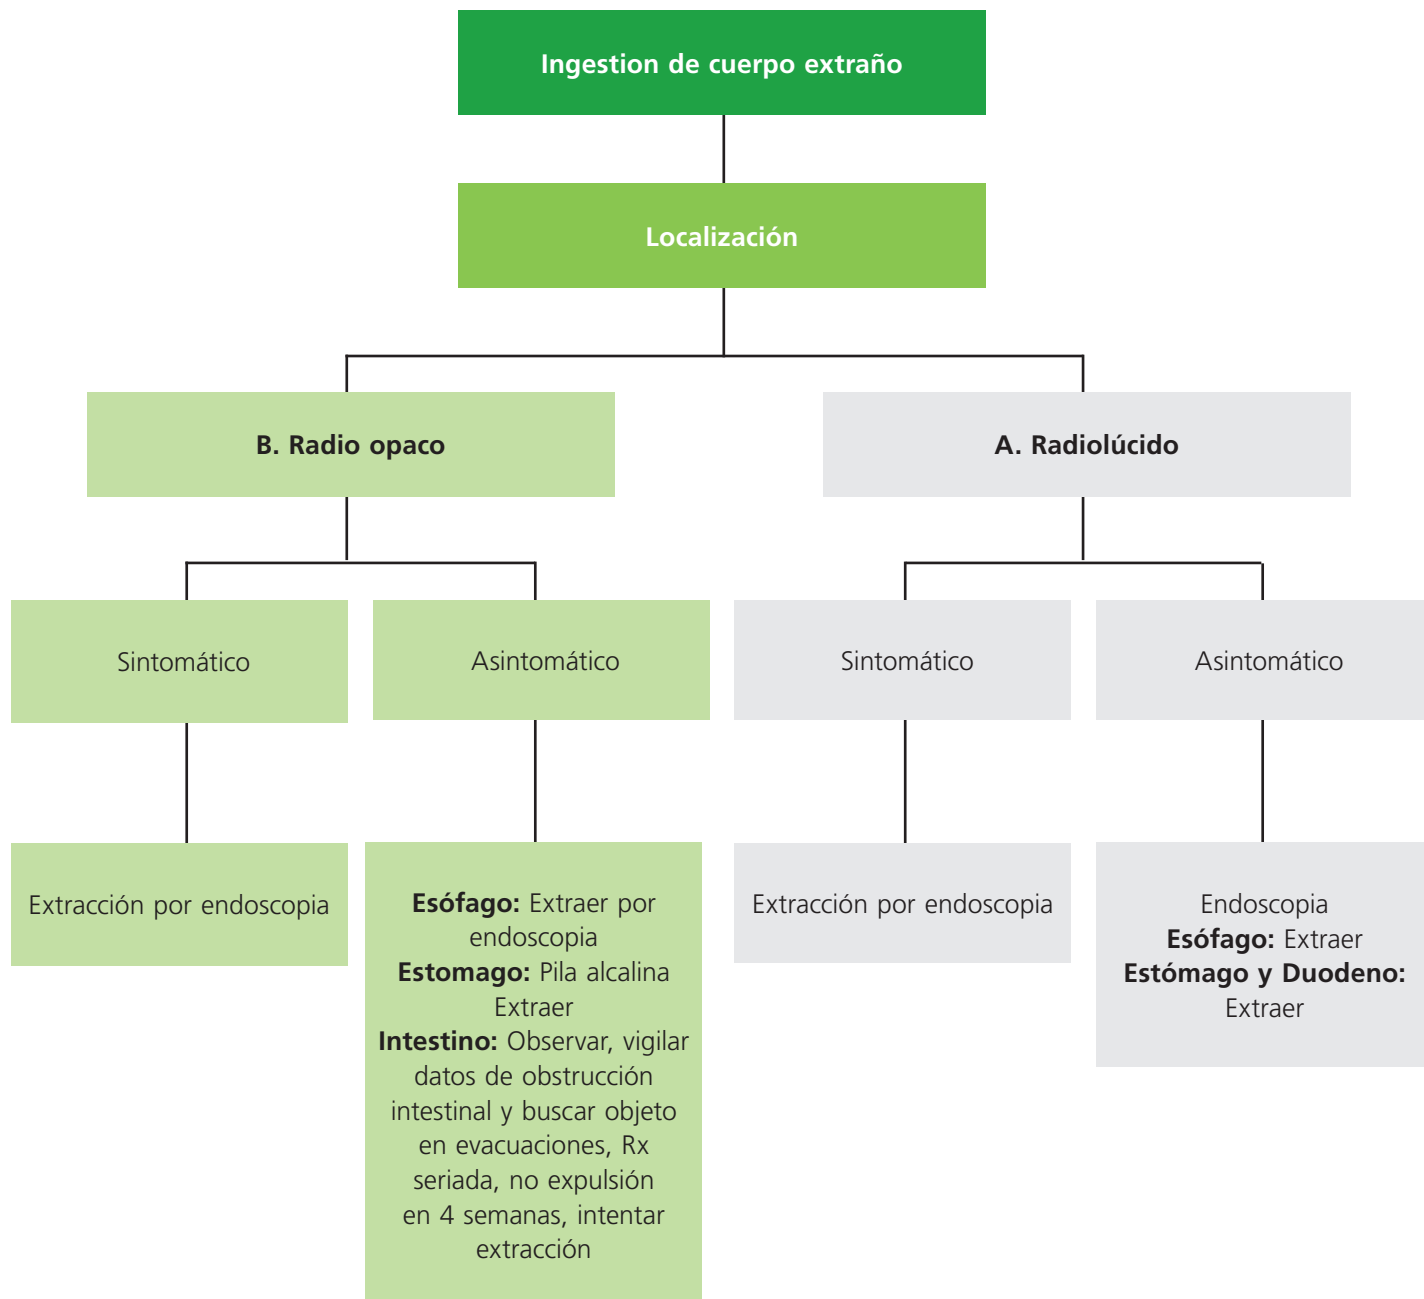 Ingestion de cuerpo extraño
Localización
B. Radio opaco
A. Radiolúcido
Sintomático
Asintomático
Sintomático
Asintomático
Extracción por endoscopia
Esófago: Extraer por
endoscopia
Estomago: Pila alcalina
Extraer
Intestino: Observar, vigilar
datos de obstrucción
intestinal y buscar objeto
en evacuaciones, Rx
seriada, no expulsión
en 4 semanas, intentar
extracción
Extracción por endoscopia
Endoscopia
Esófago: Extraer
Estómago y Duodeno:
Extraer